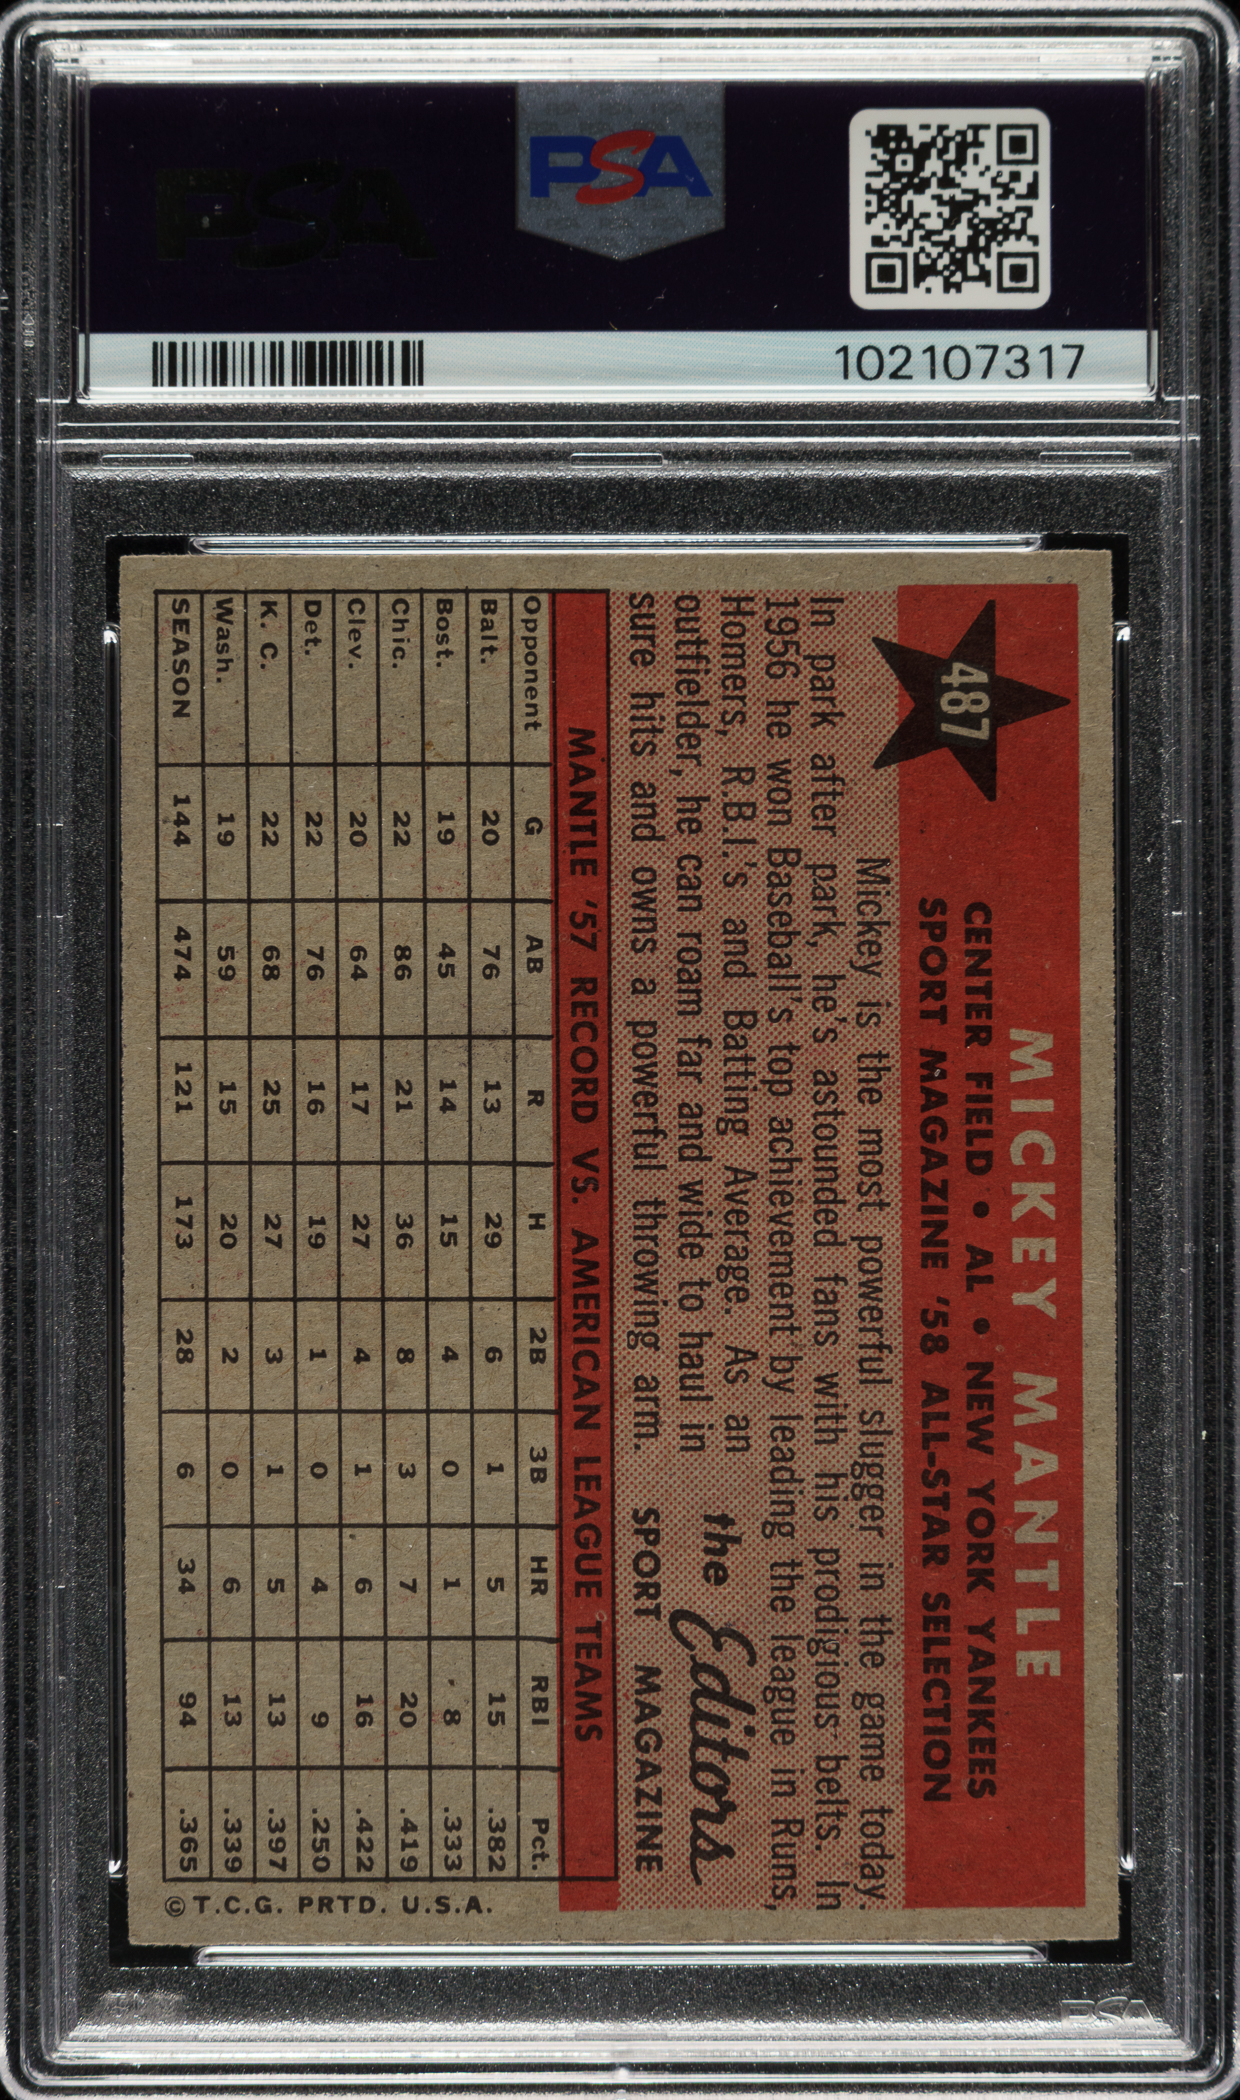 PSA
PSA
102107317
487
MICKEY MANTLE
CENTER FIELD • AL • NEW YORK YANKEES
SPORT MAGAZINE '58 ALL-STAR SELECTION
Mickey is the most powerful slugger in the game today.
In park after park, he's astounded fans with his prodigious belts. In
1956 he won Baseball's top achievement by leading the league in Runs,
Homers, R.B.I.'s and Batting Average. As an
outfielder, he can roam far and wide to haul in
sure hits and owns a powerful throwing arm.
the Editors
SPORT MAGAZINE
MANTLE '57 RECORD VS. AMERICAN LEAGUE TEAMS
Opponent G AB R H 2B 3B HR RBI Pct.
Balt. 20 76 13 29 6 1 5 15 .382
Bost. 19 45 14 15 4 0 1 8 .333
Chic. 22 86 21 36 8 3 7 20 .419
Clev. 20 64 17 27 4 1 6 16 .422
Det. 22 76 16 19 1 0 4 9 .250
K. C. 22 68 25 27 3 1 5 13 .397
Wash. 19 59 15 20 2 0 6 13 .339
SEASON 144 474 121 173 28 6 34 94 .365
© T.C.G. PRTD. U.S.A.
PSA